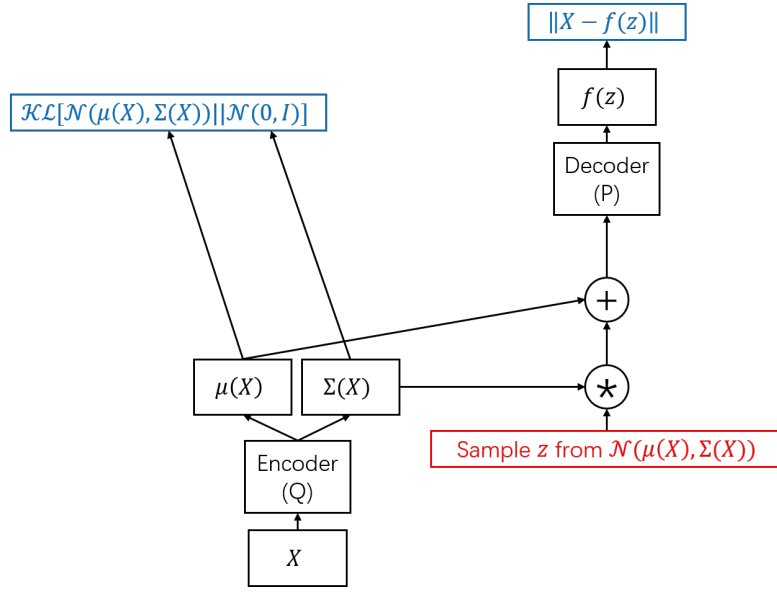 ‖X − f(z)‖
f(z)
𝒦ℒ[𝒩(μ(X), Σ(X))||𝒩(0, I)]
Decoder
(P)
+
μ(X)
Σ(X)
*
Sample z from 𝒩(μ(X), Σ(X))
Encoder
(Q)
X